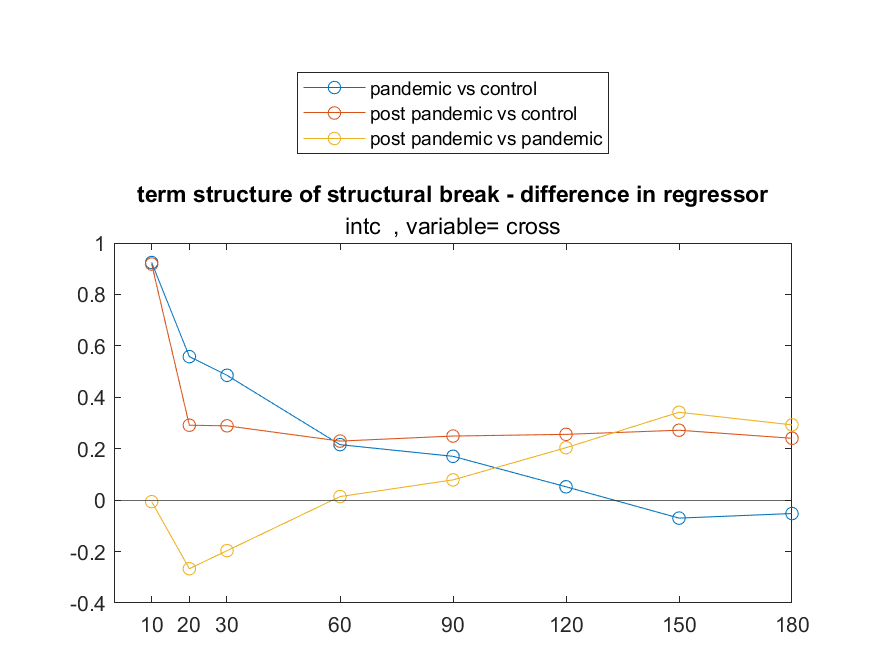 pandemic vs control
post pandemic vs control
post pandemic vs pandemic
term structure of structural break - difference in regressor
intc  , variable= cross
1
0.8
0.6
0.4
0.2
0
-0.2
-0.4
10 20 30 60 90 120 150 180